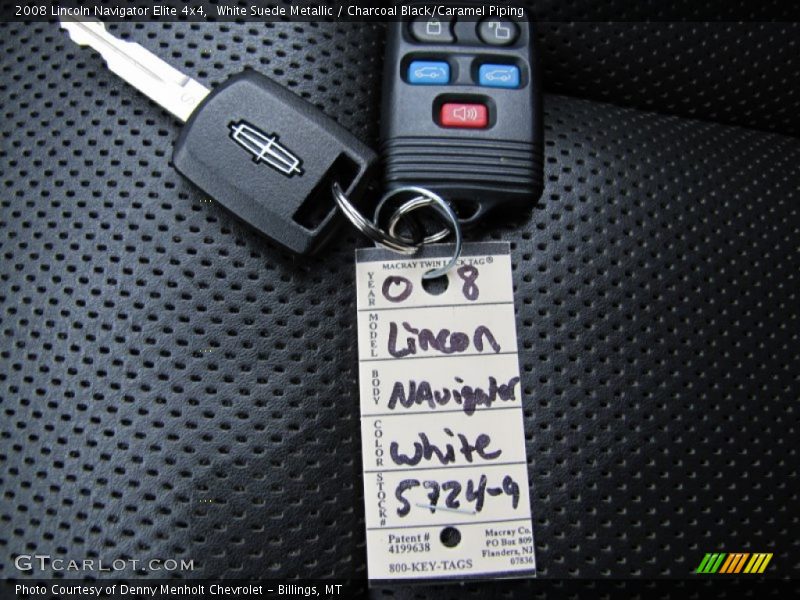 2008 Lincoln Navigator Elite 4x4, White Suede Metallic / Charcoal Black/Caramel Piping
MACRAY TWIN LOCK TAG®
YEAR 0 8
MODEL Lincon
BODY NAvigator
COLOR white
STOCK# 5724-9
Patent #
4199638
800-KEY-TAGS
Macray Co.
PO Box 809
Flanders, NJ
07836
GTCARLOT.COM
Photo Courtesy of Denny Menholt Chevrolet - Billings, MT